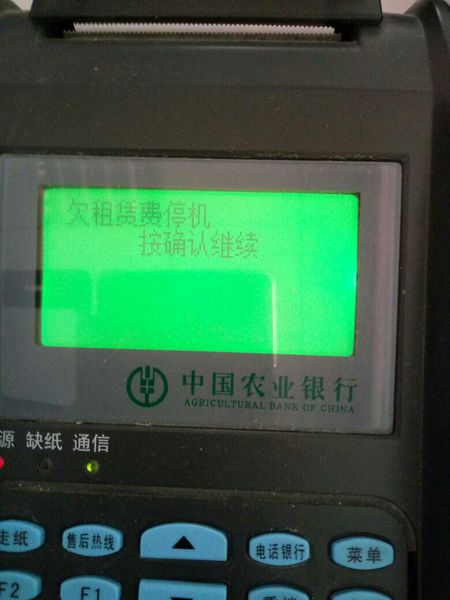 欠租赁费停机
按确认继续
中国农业银行
AGRICULTURAL BANK OF CHINA
源 缺纸 通信
走纸 售后热线 电话银行 菜单
F2 F1